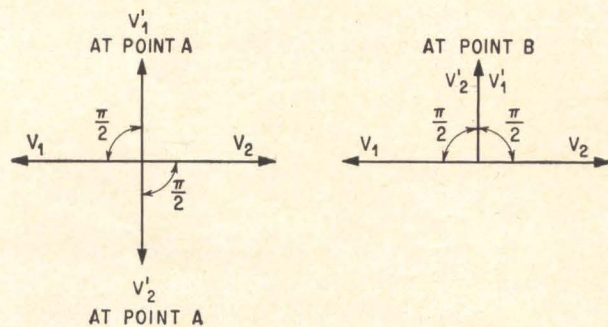 V'₁
AT POINT A
π/2
V₁
V₂
π/2
V'₂
AT POINT A
AT POINT B
V'₂ V'₁
π/2
π/2
V₁
V₂